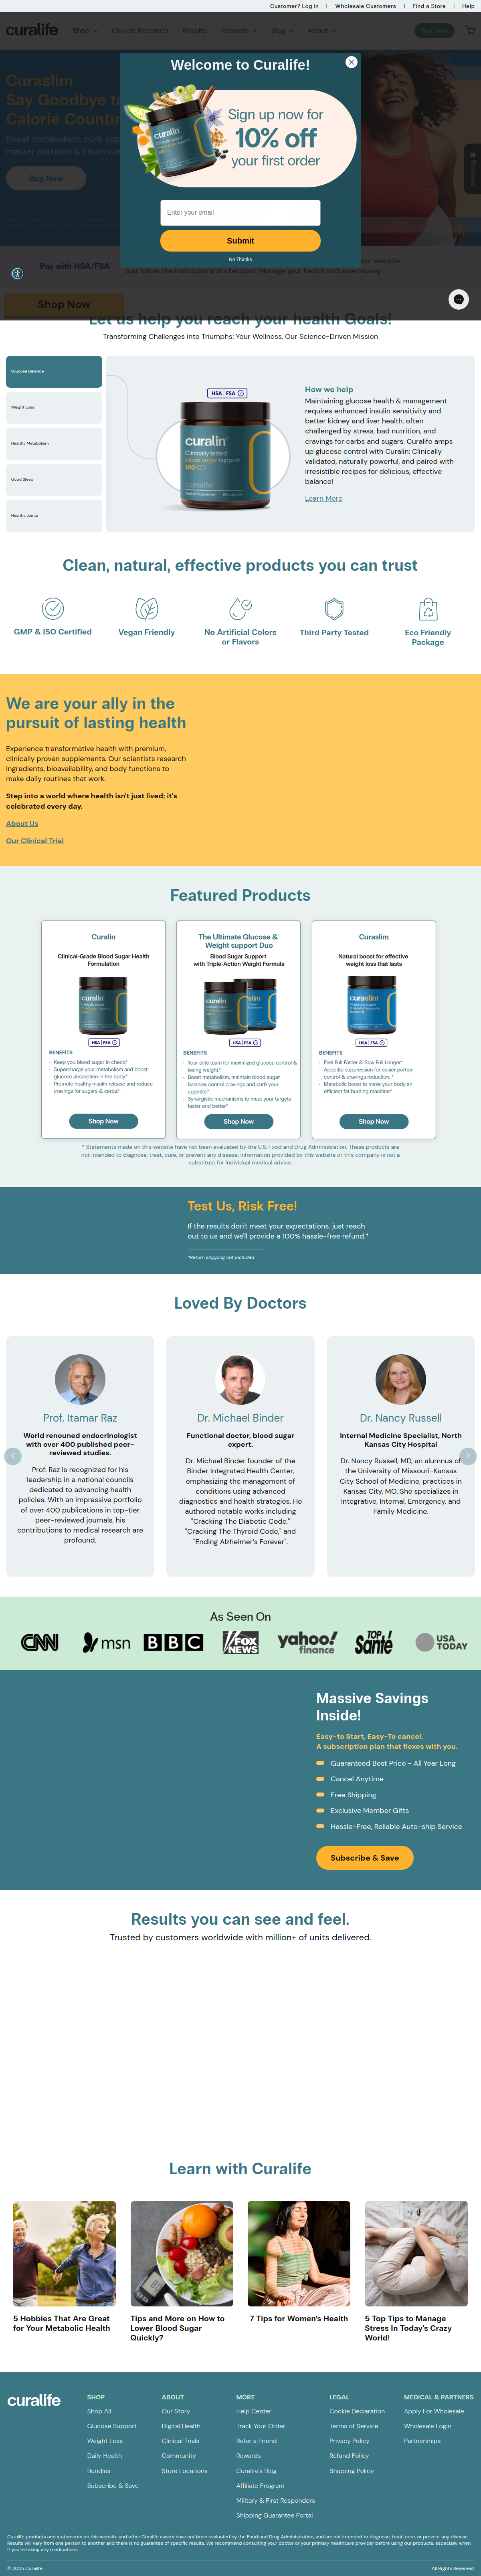 Customer? Log in | Wholesale Customers | Find a Store | Help
curalife
Shop Clinical Research Results Rewards Blog About Buy Now
Curaslim
Say Goodbye to
Calorie Counting
Boost metabolism, curb appetite,
master portions & crush cravings
Buy Now
Welcome to Curalife!
Sign up now for
10% off
your first order
Enter your email
Submit
No Thanks
Pay with HSA/FSA
Just follow the instructions at checkout. Manage your health and save money.
Shop Now
Let us help you reach your health Goals!
Transforming Challenges into Triumphs: Your Wellness, Our Science-Driven Mission
Glucose Balance
Weight Loss
Healthy Metabolism
Good Sleep
Healthy Joints
HSA | FSA
curalin
Clinically tested
blood sugar support
180
How we help
Maintaining glucose health & management
requires enhanced insulin sensitivity and
better kidney and liver health, often
challenged by stress, bad nutrition, and
cravings for carbs and sugars. Curalife amps
up glucose control with Curalin: Clinically
validated, naturally powerful, and paired with
irresistible recipes for delicious, effective
balance!
Learn More
Clean, natural, effective products you can trust
GMP & ISO Certified
Vegan Friendly
No Artificial Colors
or Flavors
Third Party Tested
Eco Friendly
Package
We are your ally in the
pursuit of lasting health
Experience transformative health with premium,
clinically proven supplements. Our scientists research
ingredients, bioavailability, and body functions to
make daily routines that work.
Step into a world where health isn't just lived; it's
celebrated every day.
About Us
Our Clinical Trial
Featured Products
Curalin
Clinical-Grade Blood Sugar Health
Formulation
curalin
HSA | FSA
BENEFITS
· Keep you blood sugar in check*
· Supercharge your metabolism and boost
glucose absorption in the body*
· Promote healthy insulin release and reduce
cravings for sugars & carbs.*
Shop Now
The Ultimate Glucose &
Weight support Duo
Blood Sugar Support
with Triple-Action Weight Formula
curalin
HSA | FSA
BENEFITS
· Your elite team for maximized glucose control &
losing weight.*
· Boost metabolism, maintain blood sugar
balance, control cravings and curb your
appetite.*
· Synergistic mechanisms to meet your targets
faster and better*
Shop Now
Curaslim
Natural boost for effective
weight loss that lasts
curaslim
HSA | FSA
BENEFITS
· Feel Full Faster & Stay Full Longer.*
· Appetite suppression for easier portion
control & cravings reduction. *
· Metabolic boost to make your body an
efficient fat burning machine*
Shop Now
* Statements made on this website have not been evaluated by the U.S. Food and Drug Administration. These products are
not intended to diagnose, treat, cure, or prevent any disease. Information provided by this website or this company is not a
substitute for individual medical advice.
Test Us, Risk Free!
If the results don't meet your expectations, just reach
out to us and we'll provide a 100% hassle-free refund.*
*Return shipping not included
Loved By Doctors
Prof. Itamar Raz
World renouned endocrinologist
with over 400 published peer-
reviewed studies.
Prof. Raz is recognized for his
leadership in national councils
dedicated to advancing health
policies. With an impressive portfolio
of over 400 publications in top-tier
peer-reviewed journals, his
contributions to medical research are
profound.
Dr. Michael Binder
Functional doctor, blood sugar
expert.
Dr. Michael Binder founder of the
Binder Integrated Health Center,
emphasizing the management of
conditions using advanced
diagnostics and health strategies. He
authored notable works including
"Cracking The Diabetic Code,"
"Cracking The Thyroid Code," and
"Ending Alzheimer's Forever".
Dr. Nancy Russell
Internal Medicine Specialist, North
Kansas City Hospital
Dr. Nancy Russell, MD, an alumnus of
the University of Missouri-Kansas
City School of Medicine, practices in
Kansas City, MO. She specializes in
Integrative, Internal, Emergency, and
Family Medicine.
As Seen On
CNN
msn
BBC
FOX
NEWS
yahoo!
finance
TOP
Santé
USA
TODAY
Massive Savings
Inside!
Easy-to Start, Easy-To cancel.
A subscription plan that flexes with you.
Guaranteed Best Price - All Year Long
Cancel Anytime
Free Shipping
Exclusive Member Gifts
Hassle-Free, Reliable Auto-ship Service
Subscribe & Save
Results you can see and feel.
Trusted by customers worldwide with million+ of units delivered.
Learn with Curalife
5 Hobbies That Are Great
for Your Metabolic Health
Tips and More on How to
Lower Blood Sugar
Quickly?
7 Tips for Women's Health
5 Top Tips to Manage
Stress In Today's Crazy
World!
curalife
SHOP
Shop All
Glucose Support
Weight Loss
Daily Health
Bundles
Subscribe & Save
ABOUT
Our Story
Digital Health
Clinical Trials
Community
Store Locations
MORE
Help Center
Track Your Order
Refer a Friend
Rewards
Curalife's Blog
Affiliate Program
Military & First Responders
Shipping Guarantee Portal
LEGAL
Cookie Declaration
Terms of Service
Privacy Policy
Refund Policy
Shipping Policy
MEDICAL & PARTNERS
Apply For Wholesale
Wholesale Login
Partnerships
Curalife products and statements on this website and other Curalife assets have not been evaluated by the Food and Drug Administration, and are not intended to diagnose, treat, cure, or prevent any disease.
Results will vary from one person to another and there is no guarantee of specific results. We recommend consulting your doctor or your primary healthcare provider before using our products, especially when
if you're taking any medications
© 2025 Curalife
All Rights Reserved.